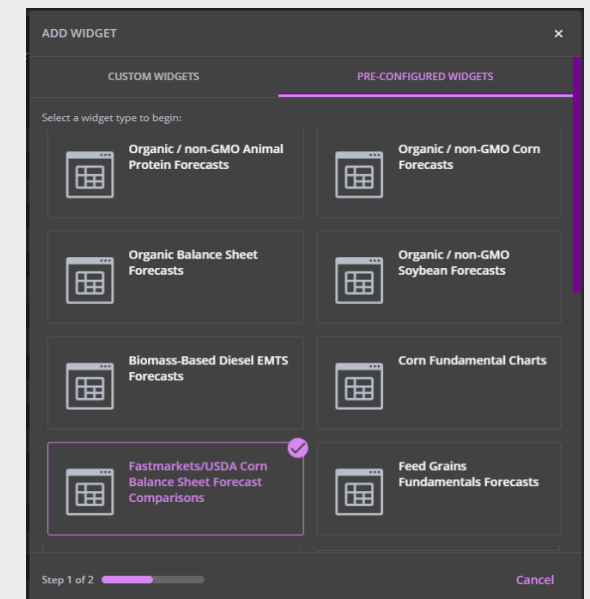 ADD WIDGET
×
CUSTOM WIDGETS
PRE-CONFIGURED WIDGETS
Select a widget type to begin:
Organic / non-GMO Animal
Protein Forecasts
Organic / non-GMO Corn
Forecasts
Organic Balance Sheet
Forecasts
Organic / non-GMO
Soybean Forecasts
Biomass-Based Diesel EMTS
Forecasts
Corn Fundamental Charts
Fastmarkets/USDA Corn
Balance Sheet Forecast
Comparisons
Feed Grains
Fundamentals Forecasts
Step 1 of 2
Cancel